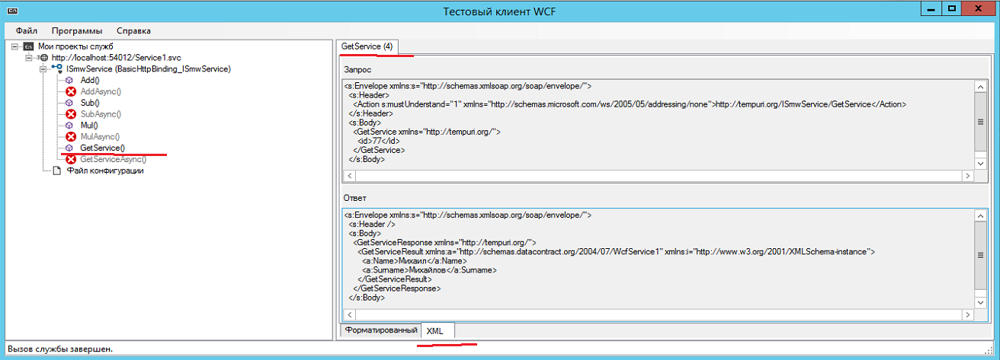 Тестовый клиент WCF
Файл Программы Справка
Мои проекты служб
http://localhost:54012/Service1.svc
ISmwService (BasicHttpBinding_ISmwService)
Add()
AddAsync()
Sub()
SubAsync()
Mul()
MulAsync()
GetService()
GetServiceAsync()
Файл конфигурации
GetService (4)
Запрос
<s:Envelope xmlns:s="http://schemas.xmlsoap.org/soap/envelope/">
<s:Header>
<Action s:mustUnderstand="1" xmlns="http://schemas.microsoft.com/ws/2005/05/addressing/none">http://tempuri.org/ISmwService/GetService</Action>
</s:Header>
<s:Body>
<GetService xmlns="http://tempuri.org/">
<id>77</id>
</GetService>
</s:Body>
Ответ
<s:Envelope xmlns:s="http://schemas.xmlsoap.org/soap/envelope/">
<s:Header />
<s:Body>
<GetServiceResponse xmlns="http://tempuri.org/">
<GetServiceResult xmlns:a="http://schemas.datacontract.org/2004/07/WcfService1" xmlns:i="http://www.w3.org/2001/XMLSchema-instance">
<a:Name>Михаил</a:Name>
<a:Surname>Михайлов</a:Surname>
</GetServiceResult>
</GetServiceResponse>
</s:Body>
Форматированный XML
Вызов службы завершен.